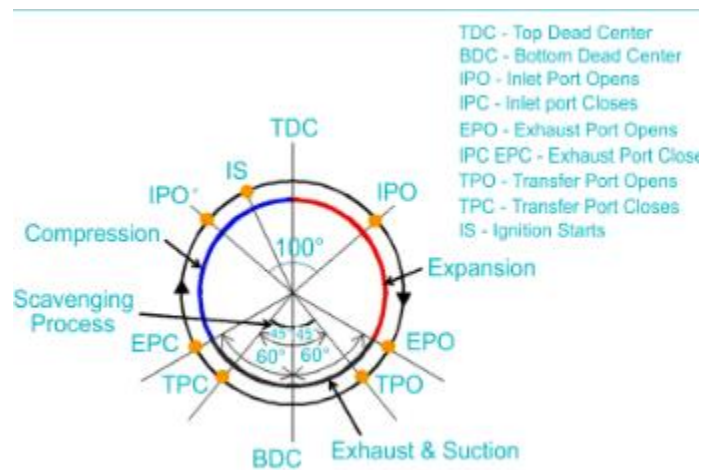 TDC - Top Dead Center
BDC - Bottom Dead Center
IPO - Inlet Port Opens
IPC - Inlet port Closes
EPO - Exhaust Port Opens
IPC EPC - Exhaust Port Close
TPO - Transfer Port Opens
TPC - Transfer Port Closes
IS - Ignition Starts
TDC
IS
IPO'
IPO
Compression
100°
Expansion
Scavenging
Process
45° 45°
EPC
EPO
60° 60°
TPC
TPO
BDC
Exhaust & Suction